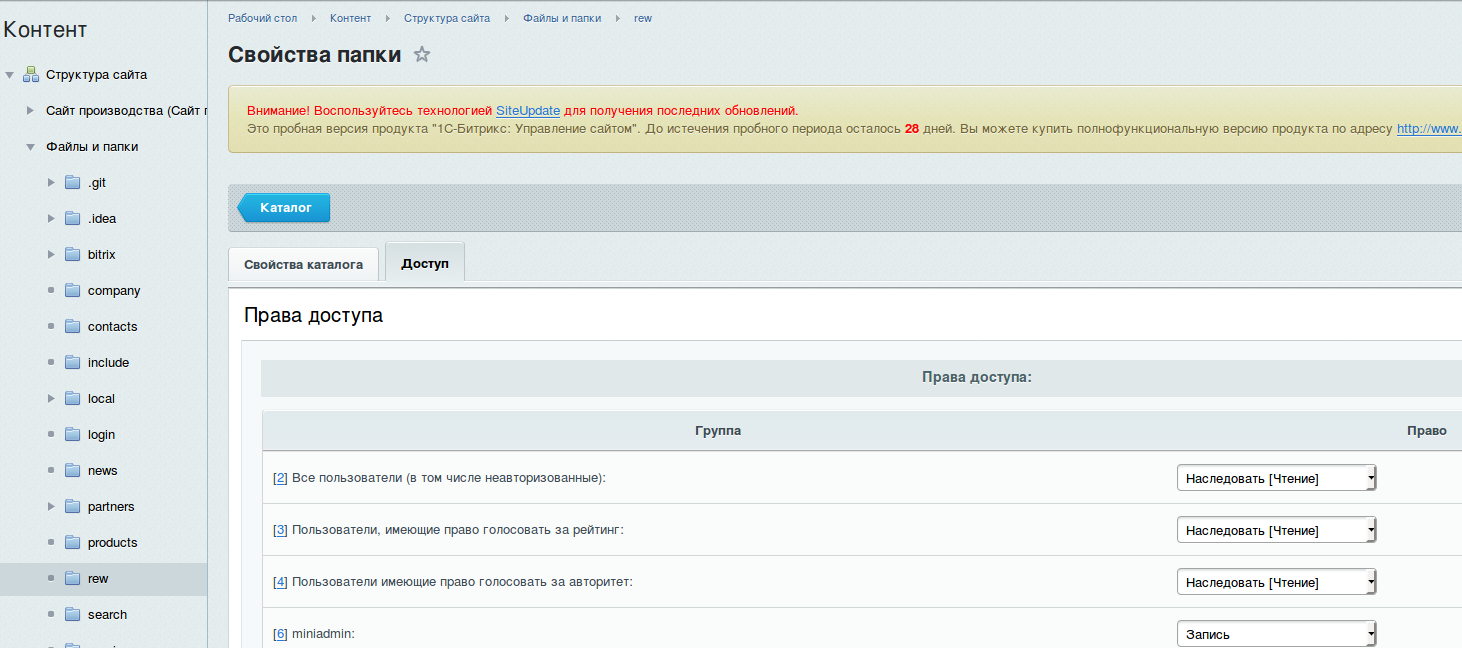 Контент
Структура сайта
Сайт производства (Сайт
Файлы и папки
.git
.idea
bitrix
company
contacts
include
local
login
news
partners
products
rew
search
Рабочий стол Контент Структура сайта Файлы и папки rew
Свойства папки
Внимание! Воспользуйтесь технологией SiteUpdate для получения последних обновлений.
Это пробная версия продукта "1С-Битрикс: Управление сайтом". До истечения пробного периода осталось 28 дней. Вы можете купить полнофункциональную версию продукта по адресу http://www.
Каталог
Свойства каталога Доступ
Права доступа
Права доступа:
Группа Право
[2] Все пользователи (в том числе неавторизованные): Наследовать [Чтение]
[3] Пользователи, имеющие право голосовать за рейтинг: Наследовать [Чтение]
[4] Пользователи имеющие право голосовать за авторитет: Наследовать [Чтение]
[6] miniadmin: Запись